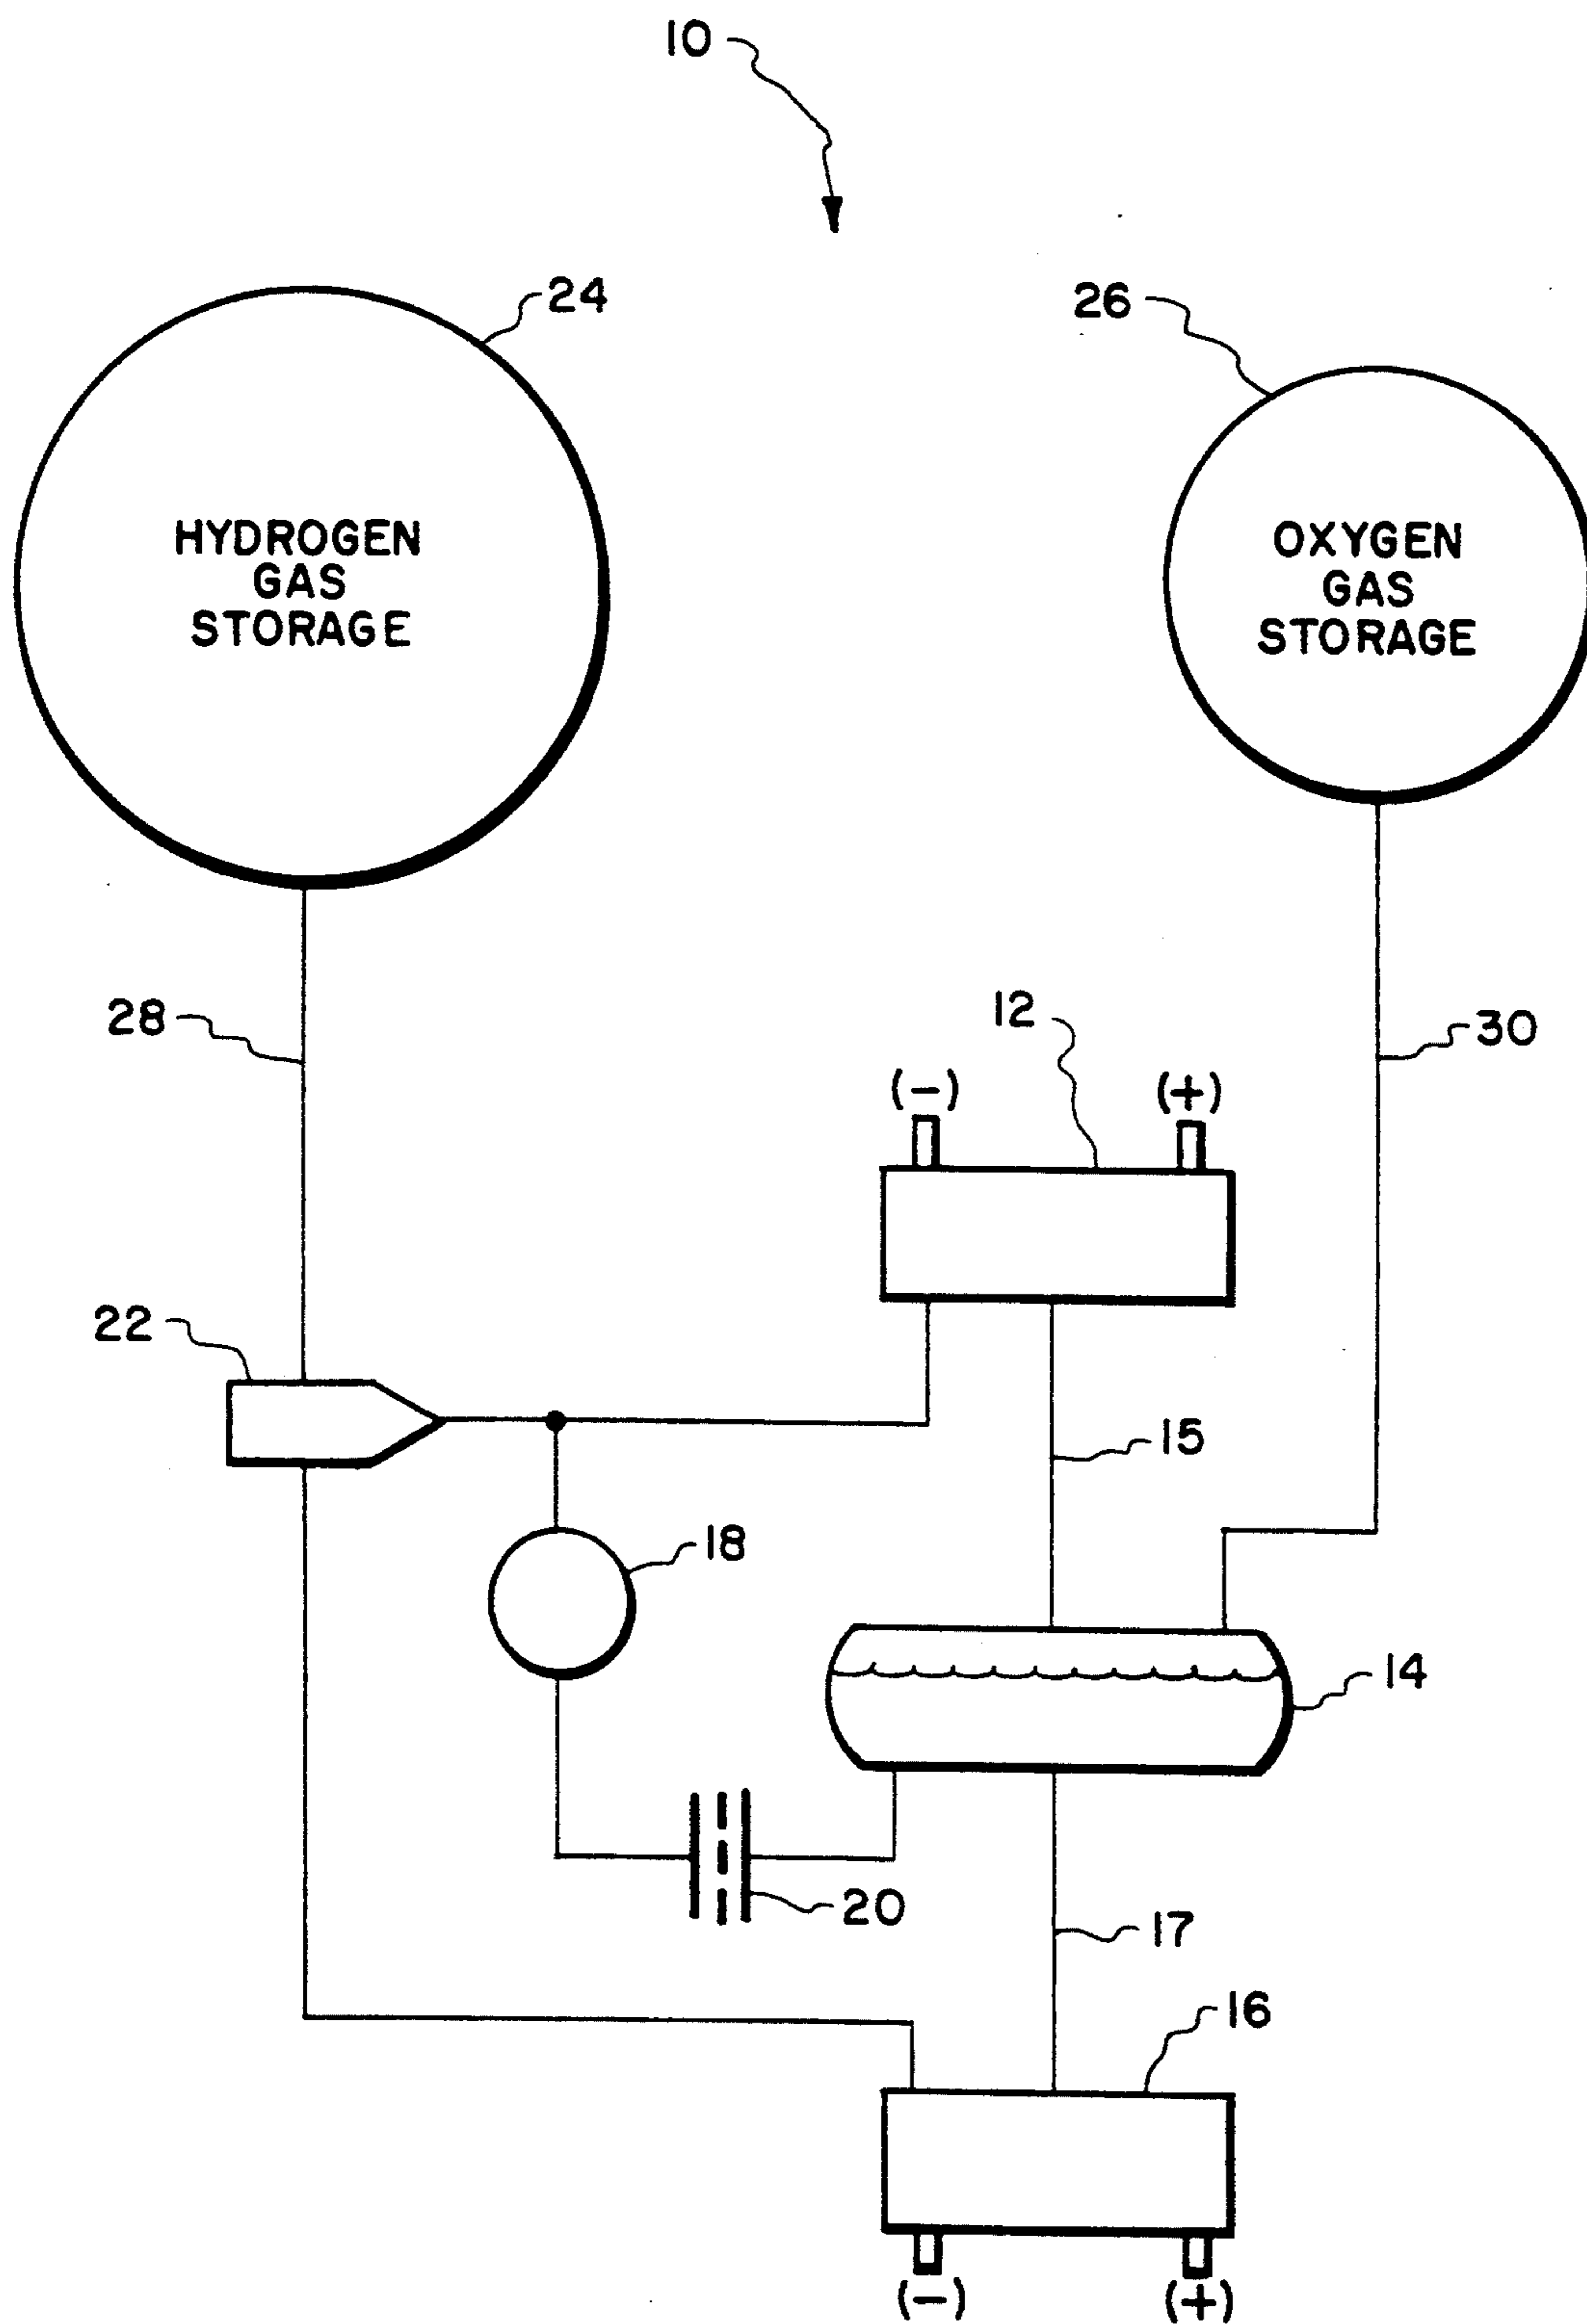 10
24
26
HYDROGEN
GAS
STORAGE
OXYGEN
GAS
STORAGE
28
12
30
(-)
(+)
22
15
18
14
20
17
16
(-)
(+)